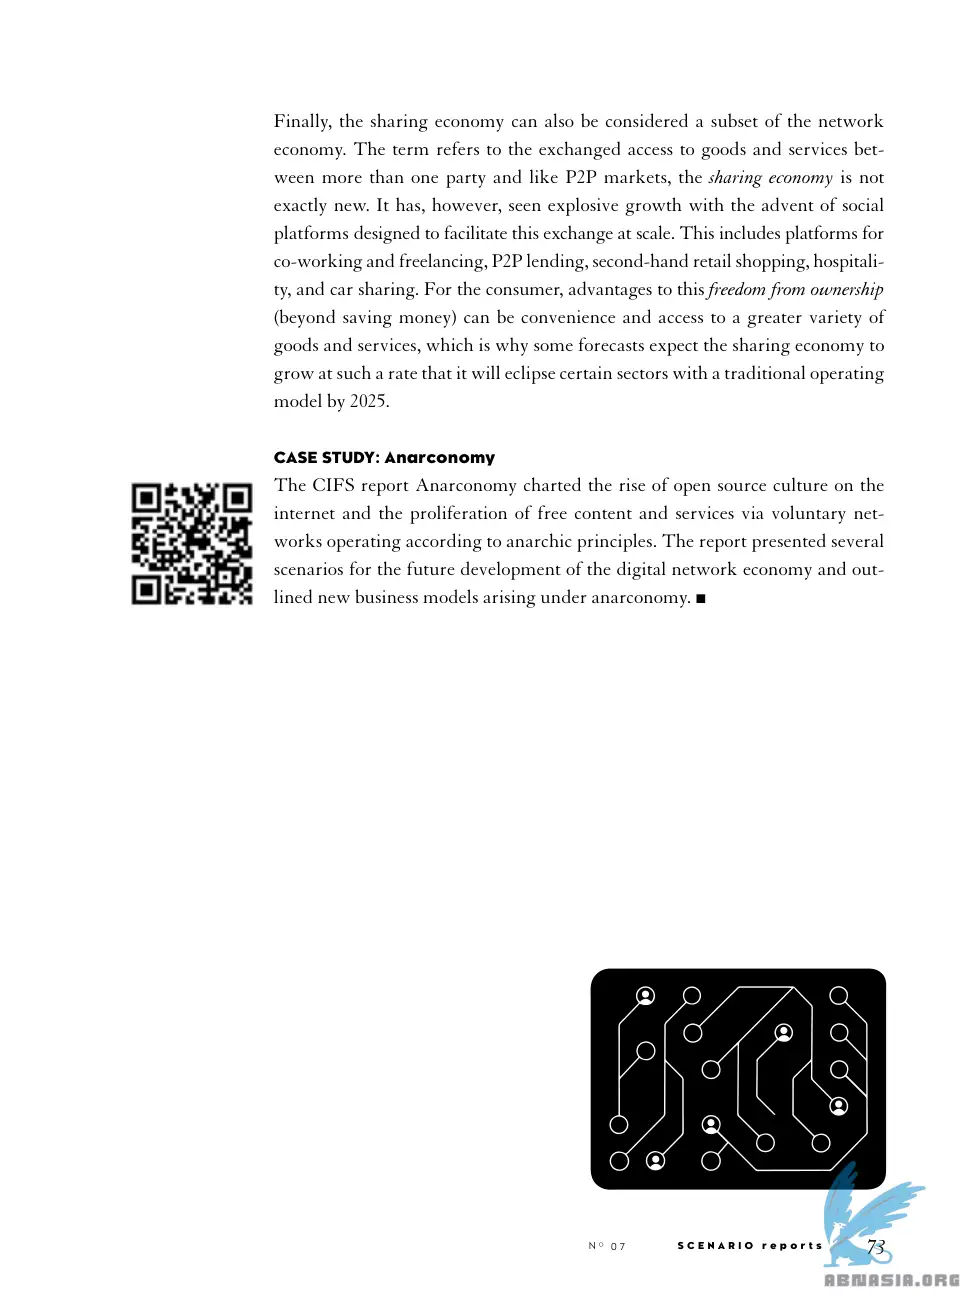 Finally, the sharing economy can also be considered a subset of the network
economy. The term refers to the exchanged access to goods and services bet-
ween more than one party and like P2P markets, the sharing economy is not
exactly new. It has, however, seen explosive growth with the advent of social
platforms designed to facilitate this exchange at scale. This includes platforms for
co-working and freelancing, P2P lending, second-hand retail shopping, hospitali-
ty, and car sharing. For the consumer, advantages to this freedom from ownership
(beyond saving money) can be convenience and access to a greater variety of
goods and services, which is why some forecasts expect the sharing economy to
grow at such a rate that it will eclipse certain sectors with a traditional operating
model by 2025.
CASE STUDY: Anarconomy
The CIFS report Anarconomy charted the rise of open source culture on the
internet and the proliferation of free content and services via voluntary net-
works operating according to anarchic principles. The report presented several
scenarios for the future development of the digital network economy and out-
lined new business models arising under anarconomy. ■
Nº 07 SCENARIO reports 73
ABNASIA.ORG